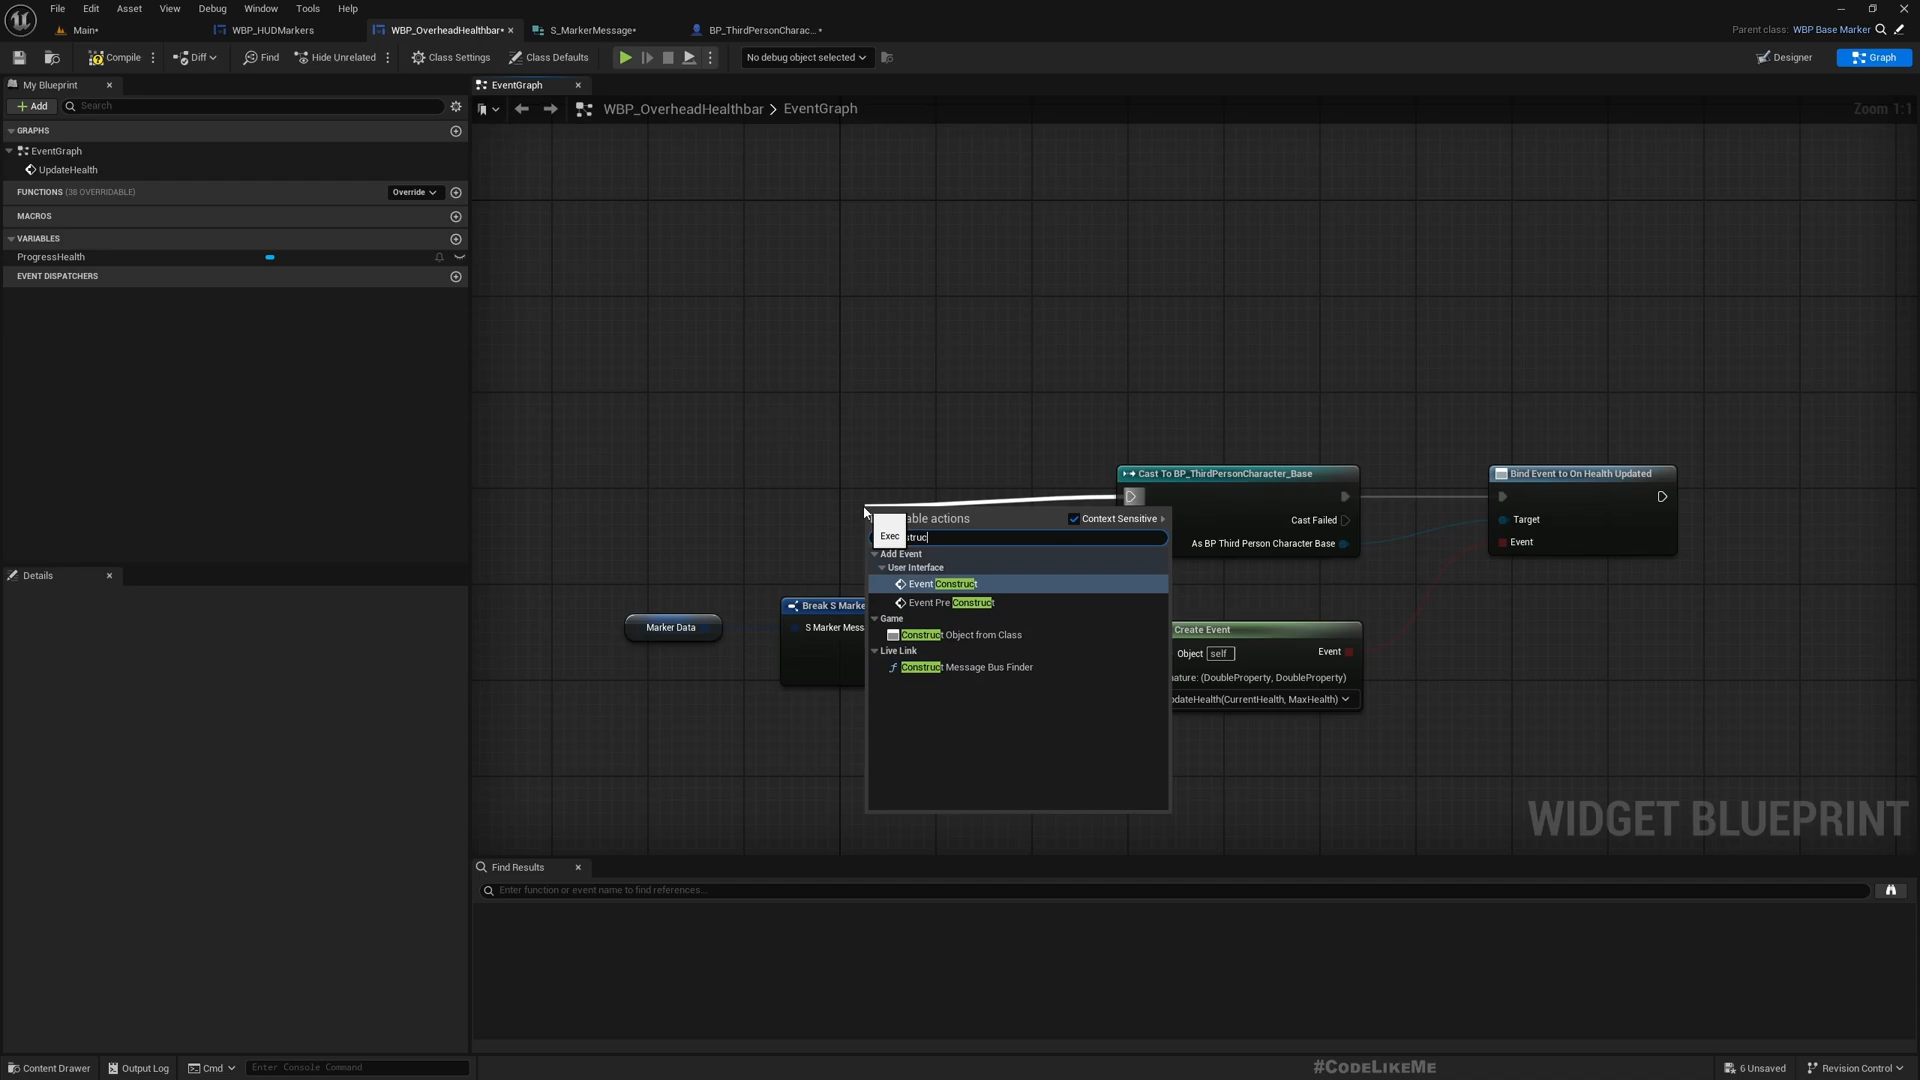 File Edit Asset View Debug Window Tools Help
Main* WBP_HUDMarkers WBP_OverheadHealthbar* S_MarkerMessage* BP_ThirdPersonCharac...* Parent class: WBP Base Marker
Compile Diff Find Hide Unrelated Class Settings Class Defaults No debug object selected Designer Graph
My Blueprint
EventGraph
Add Search
WBP_OverheadHealthbar > EventGraph Zoom 1:1
GRAPHS
EventGraph
UpdateHealth
FUNCTIONS (38 OVERRIDABLE) Override
MACROS
VARIABLES
ProgressHealth
EVENT DISPATCHERS
Details
Cast To BP_ThirdPersonCharacter_Base
Cast Failed
As BP Third Person Character Base
Bind Event to On Health Updated
Target
Event
able actions Context Sensitive
Exec
struc
Add Event
User Interface
Event Construct
Event Pre Construct
Game
Construct Object from Class
Live Link
Construct Message Bus Finder
Marker Data
Break S Marke
S Marker Mess
Create Event
Object self Event
nature: (DoubleProperty, DoubleProperty)
pdateHealth(CurrentHealth, MaxHealth)
WIDGET BLUEPRINT
Find Results
Enter function or event name to find references...
Content Drawer Output Log Cmd Enter Console Command #CODELIKEME 6 Unsaved Revision Control